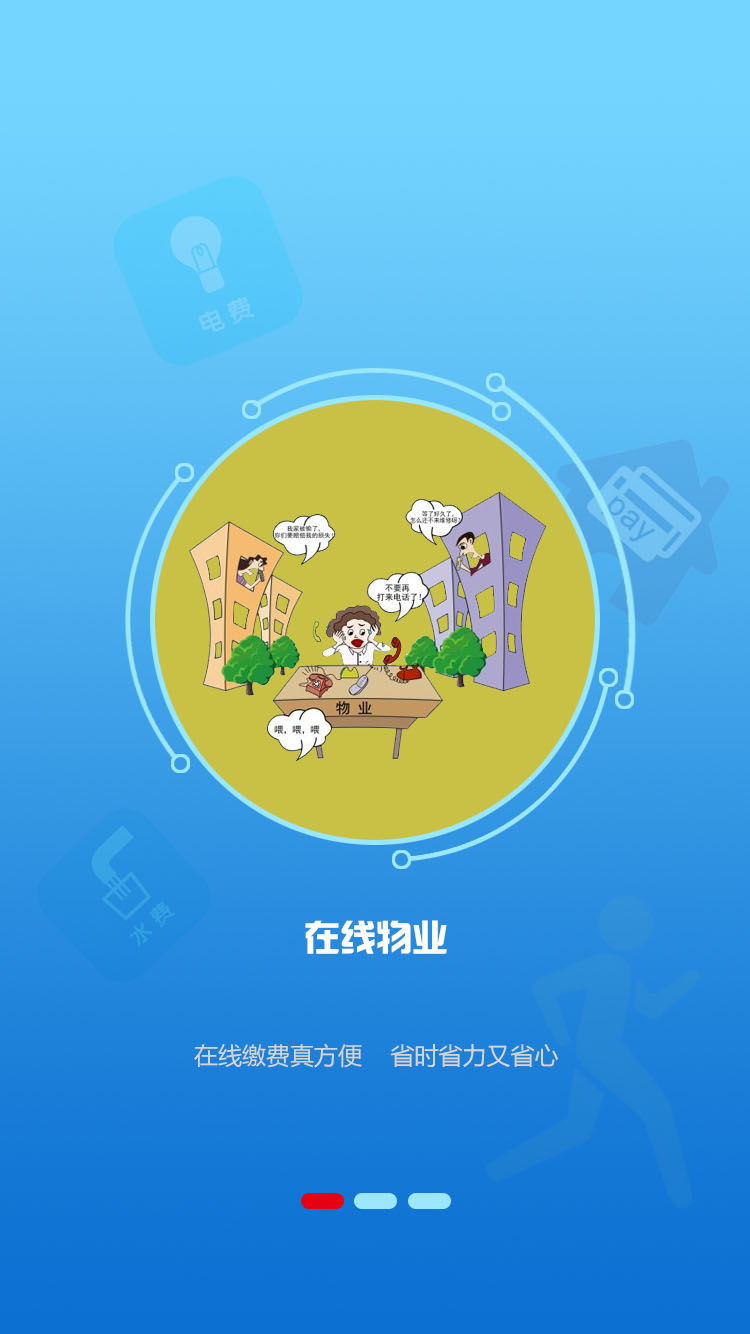 电费
我家被偷了，
你们要赔偿我的损失！
等了好久了，
怎么还不来维修呀？
pay
不要再
打来电话了！
物业
喂，喂，喂
水费
在线物业
在线缴费真方便 省时省力又省心